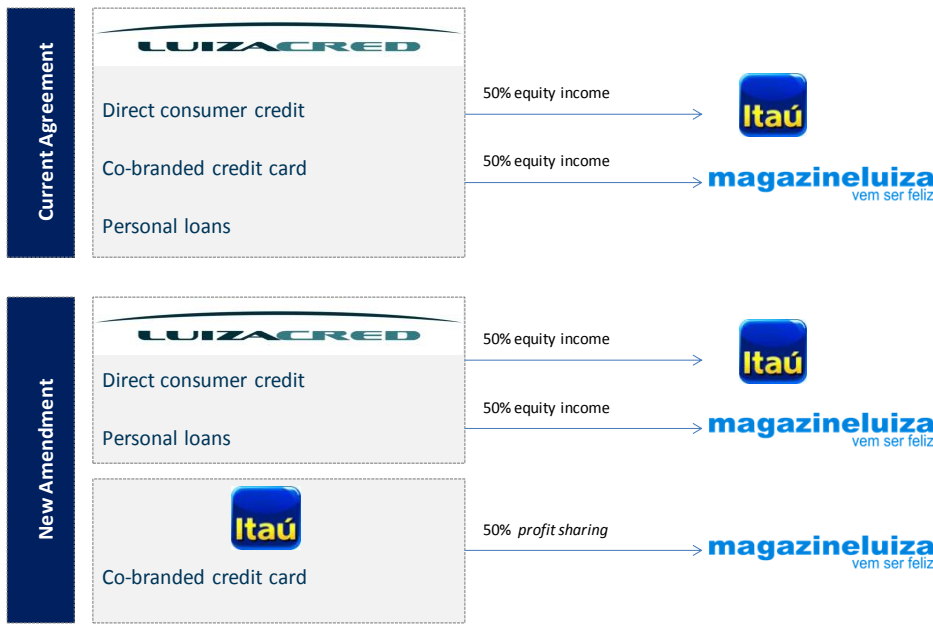 Current Agreement
LUIZACRED
Direct consumer credit
Co-branded credit card
Personal loans
50% equity income
Itaú
50% equity income
magazineluiza
vem ser feliz
New Amendment
LUIZACRED
Direct consumer credit
Personal loans
50% equity income
Itaú
50% equity income
magazineluiza
vem ser feliz
Itaú
Co-branded credit card
50% profit sharing
magazineluiza
vem ser feliz